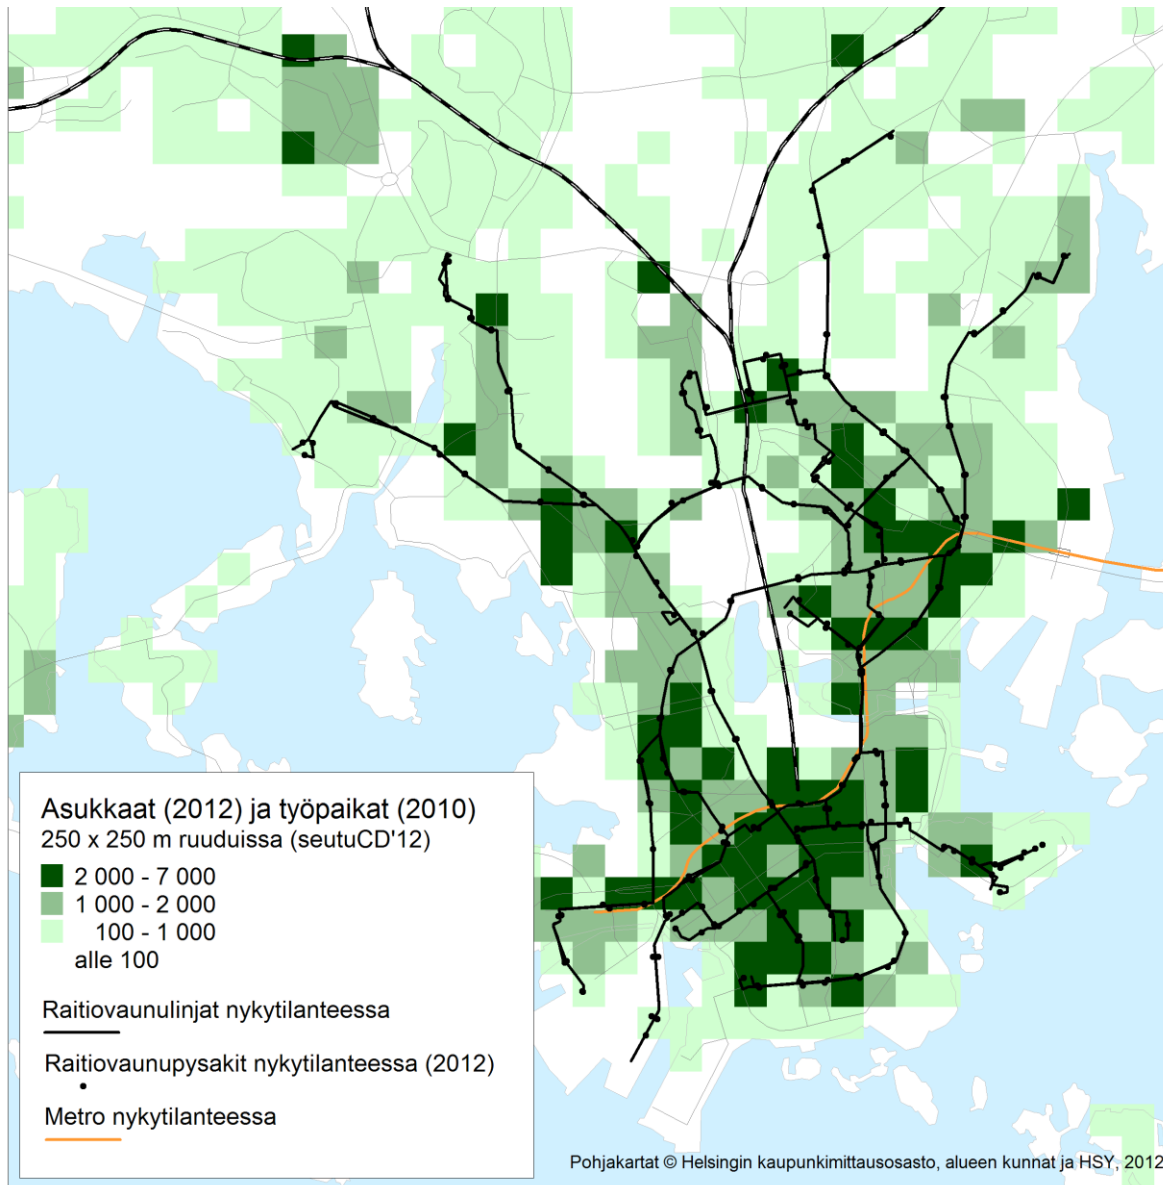 Asukkaat (2012) ja työpaikat (2010)
250 x 250 m ruuduissa (seutuCD'12)
2 000 - 7 000
1 000 - 2 000
100 - 1 000
alle 100
Raitiovaunulinjat nykytilanteessa
Raitiovaunupysakit nykytilanteessa (2012)
Metro nykytilanteessa
Pohjakartat © Helsingin kaupunkimittausosasto, alueen kunnat ja HSY, 2012